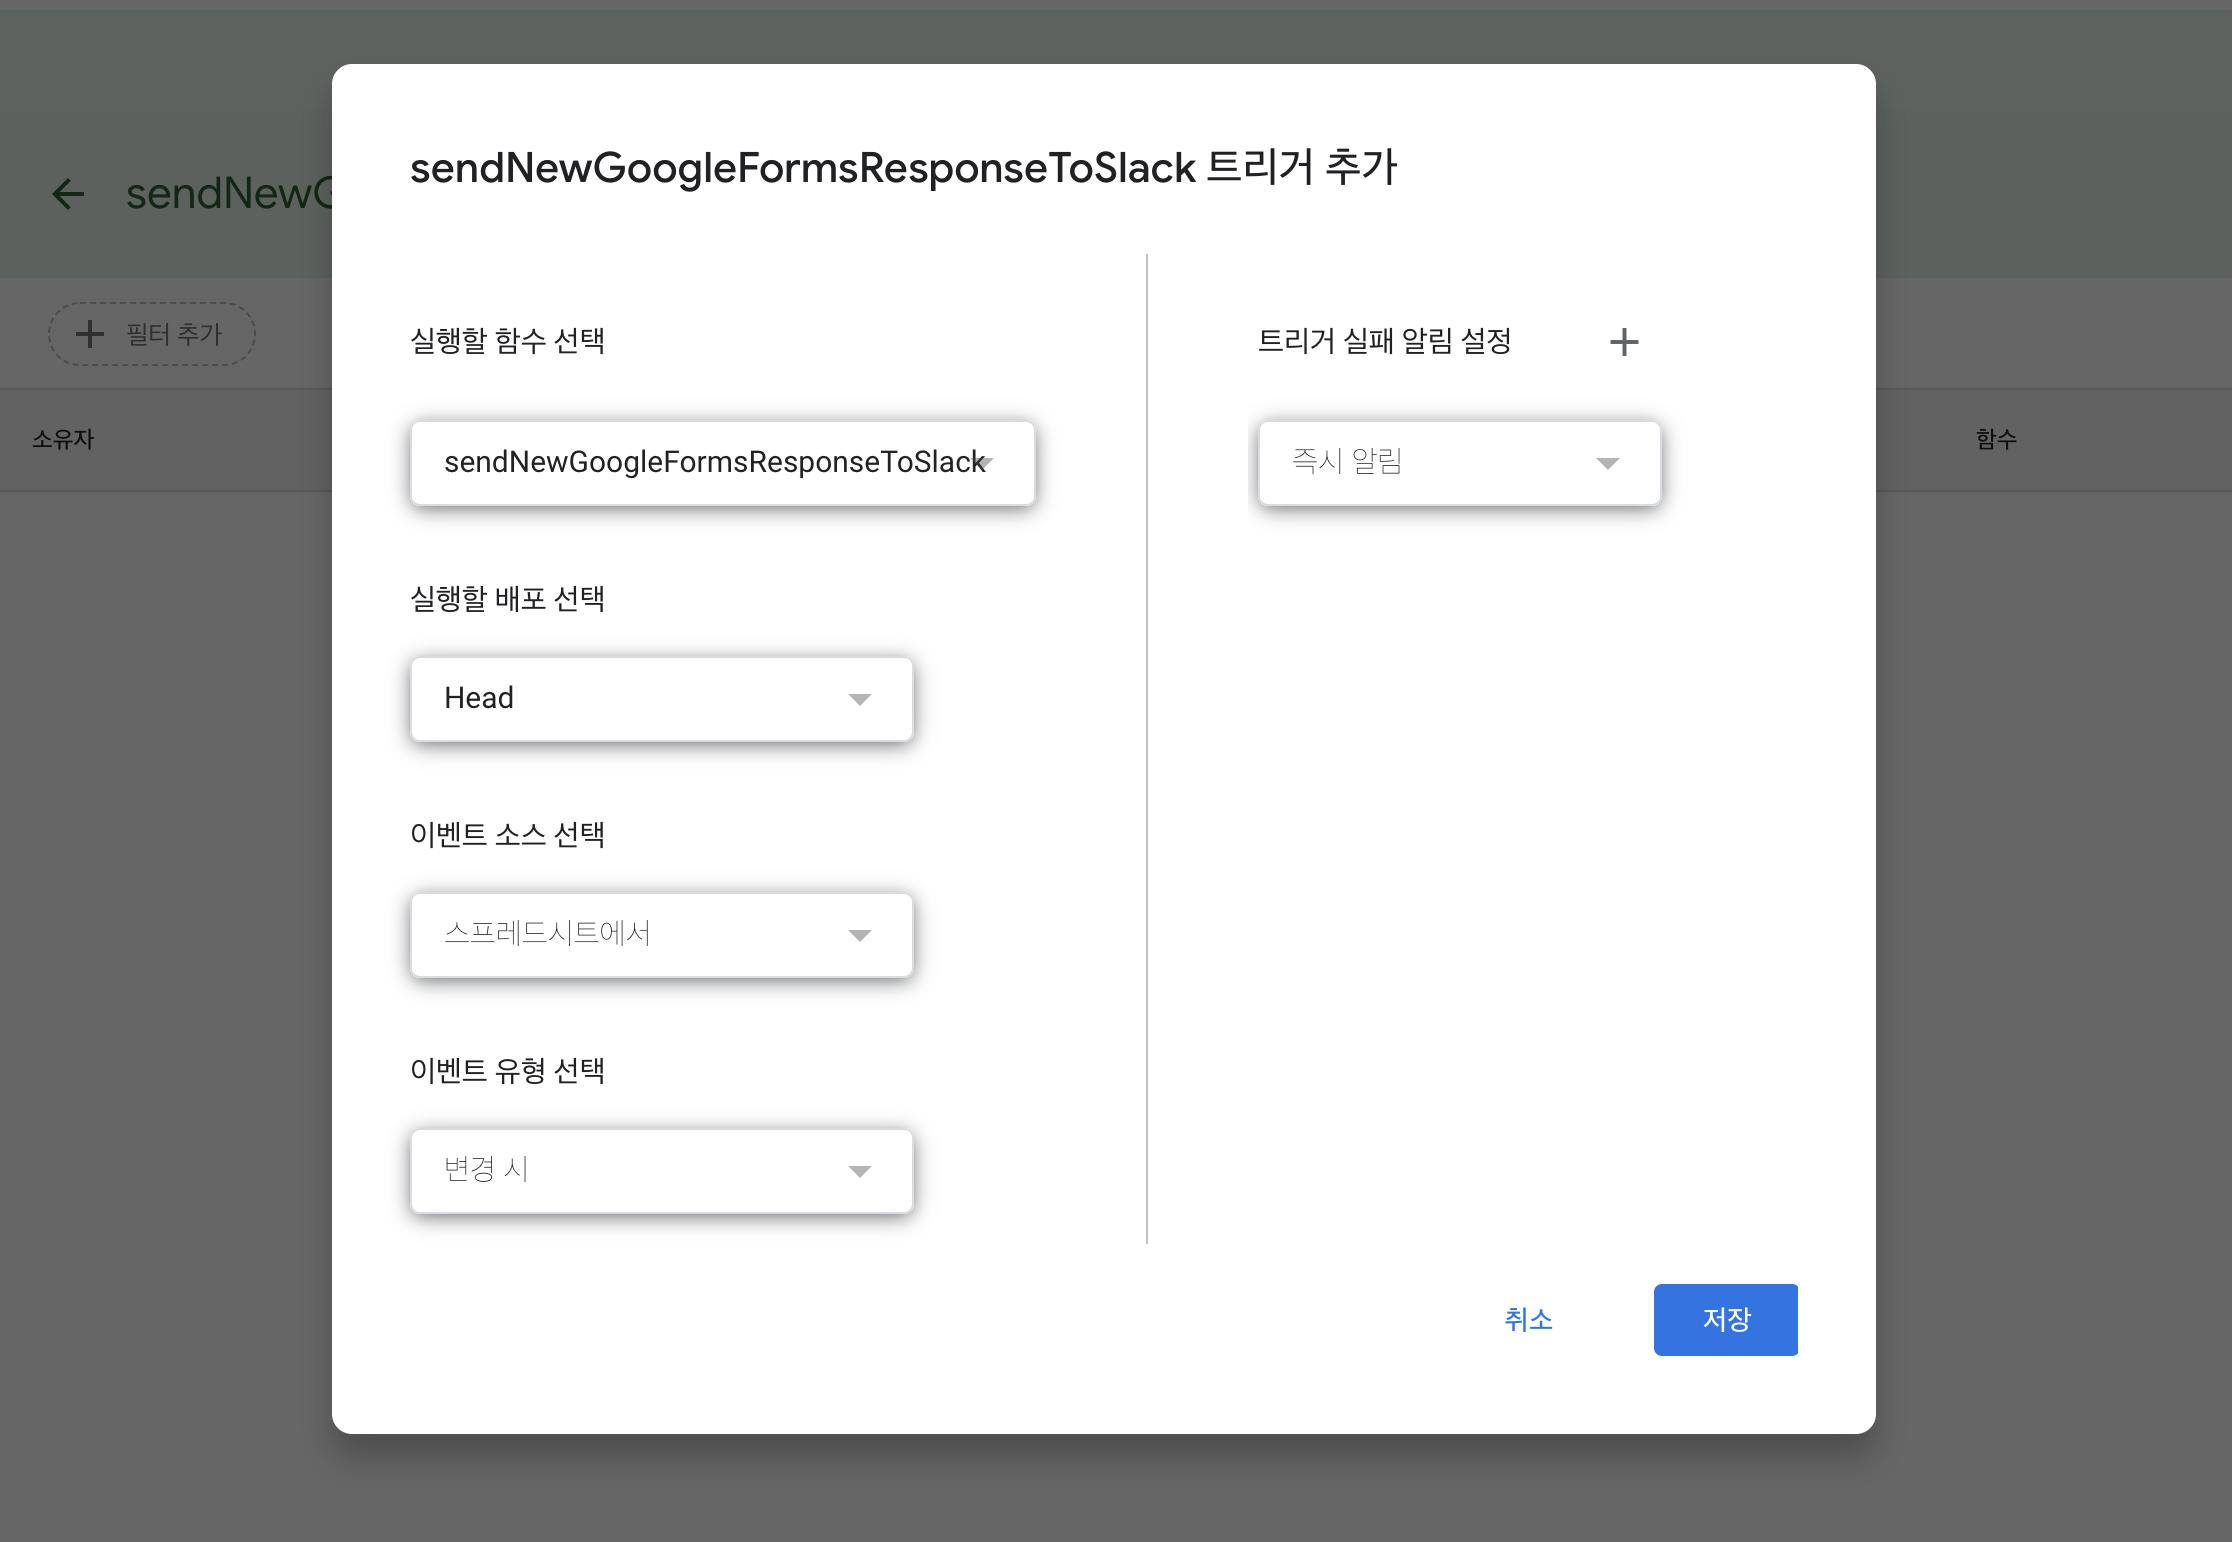 sendNewGoogleFormsResponseToSlack 트리거 추가
sendNewG
필터 추가
소유자
함수
실행할 함수 선택
sendNewGoogleFormsResponseToSlack
실행할 배포 선택
Head
이벤트 소스 선택
스프레드시트에서
이벤트 유형 선택
변경 시
트리거 실패 알림 설정
즉시 알림
취소
저장